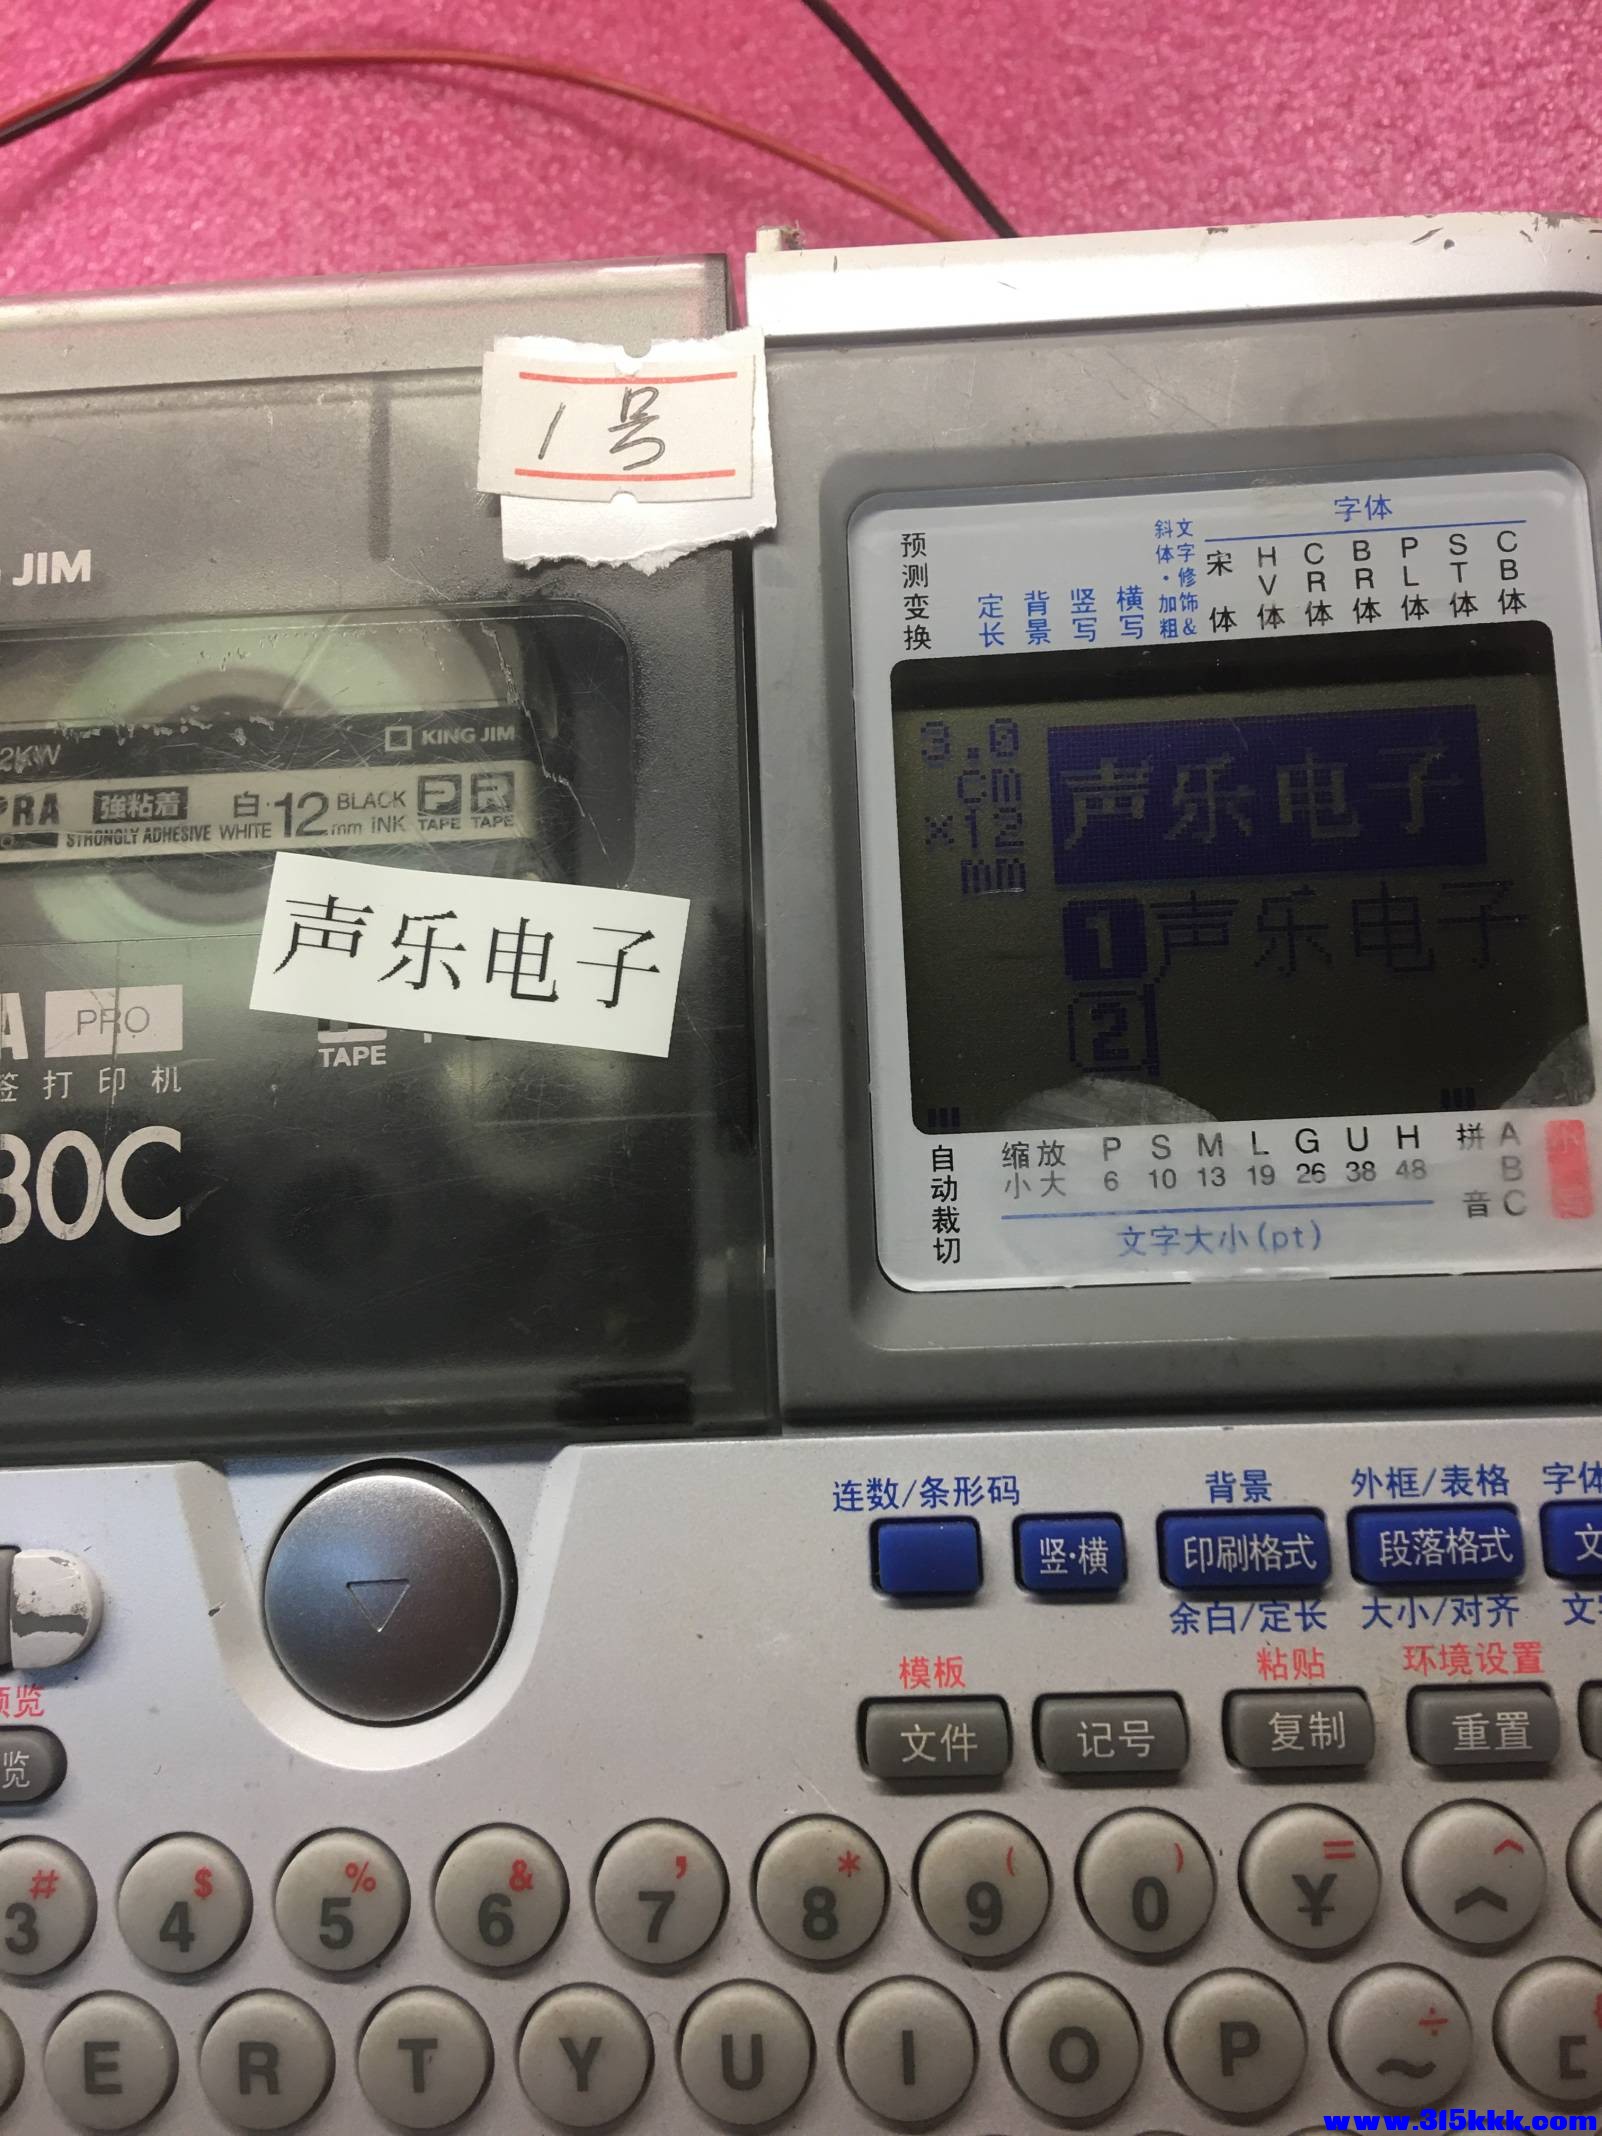 1号
JIM
2KW
KING JIM
PRA 強粘着 白·12mm BLACK INK P TAPE R TAPE
STRONGLY ADHESIVE WHITE
声乐电子
A PRO
TAPE
签打印机
30C
预测变换
定长
背景
竖写
横写
文字修饰&
斜体·加粗
字体
宋体
HV体
CR体
BR体
PL体
ST体
CB体
3.0
cm
×12
mm
声乐电子
1声乐电子
2
自动裁切
缩小
放大
P S M L G U H
6 10 13 19 26 38 48
文字大小(pt)
拼音
ABC
连数/条形码 背景 外框/表格 字体
竖·横 印刷格式 段落格式 文
余白/定长 大小/对齐 文字
模板 粘贴 环境设置
文件 记号 复制 重置
预览
览
# $ % & ' * ( ) = ^
3 4 5 6 7 8 9 0 ¥ ^
÷
E R T Y U I O P ~
www.315kkk.com